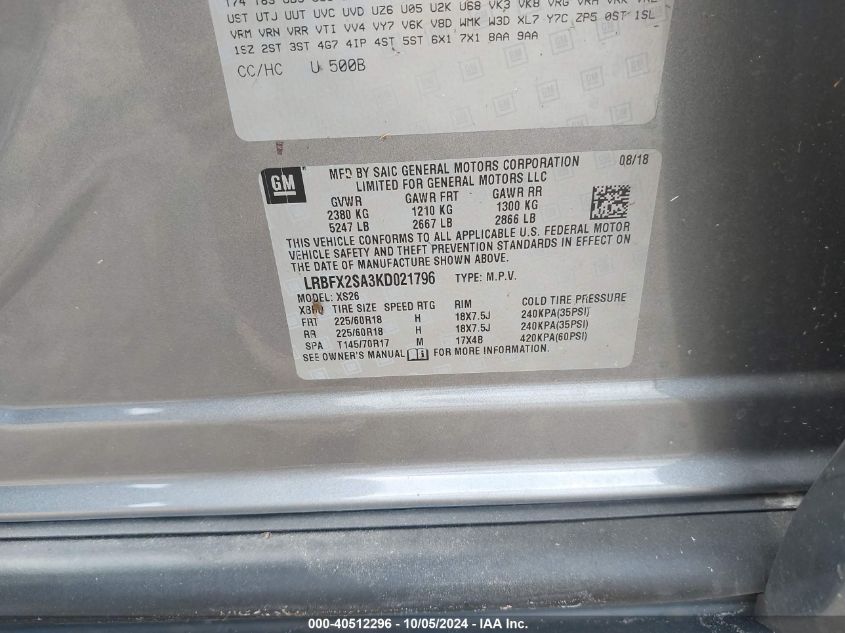 UST UTJ UUT UVC UVD UZ6 U05 U2K U68 VK3 VK8 VRG VRH VRK VRL
VRM VRN VRR VTI VV4 VY7 V6K V8D WMK W3D XL7 Y7C ZP5 0ST 1SL
1SZ 2ST 3ST 4G7 4IP 4ST 5ST 6X1 7X1 8AA 9AA
CC/HC U 500B
GM
MFD BY SAIC GENERAL MOTORS CORPORATION 08/18
LIMITED FOR GENERAL MOTORS LLC
GVWR GAWR FRT GAWR RR
2380 KG 1210 KG 1300 KG
5247 LB 2667 LB 2866 LB
THIS VEHICLE CONFORMS TO ALL APPLICABLE U.S. FEDERAL MOTOR
VEHICLE SAFETY AND THEFT PREVENTION STANDARDS IN EFFECT ON
THE DATE OF MANUFACTURE SHOWN ABOVE.
LRBFX2SA3KD021796 TYPE: M.P.V.
MODEL: XS26
TIRE SIZE SPEED RTG RIM COLD TIRE PRESSURE
FRT 225/60R18 H 18X7.5J 240KPA(35PSI)
RR 225/60R18 H 18X7.5J 240KPA(35PSI)
SPA T145/70R17 M 17X4B 420KPA(60PSI)
SEE OWNER'S MANUAL FOR MORE INFORMATION.
000-40512296 - 10/05/2024 - IAA Inc.